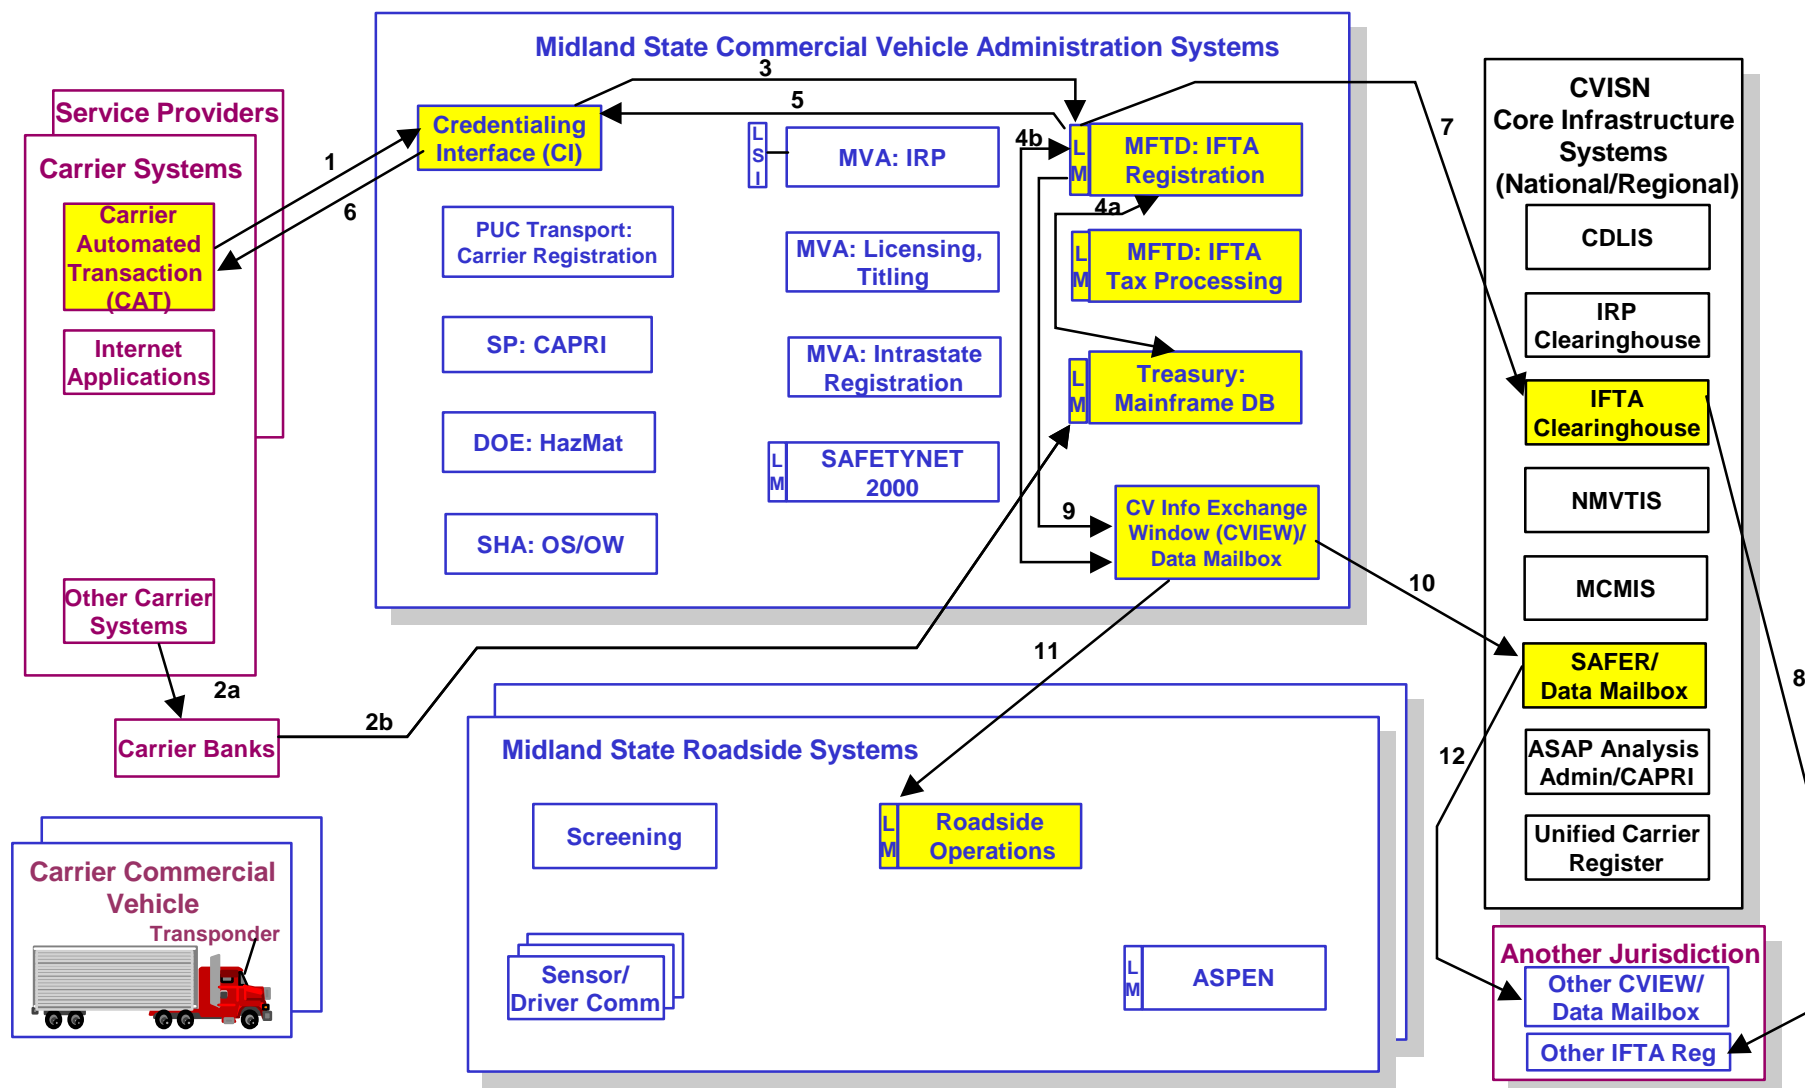 Midland State Commercial Vehicle Administration Systems
Service Providers
Carrier Systems
Carrier
Automated
Transaction
(CAT)
Internet
Applications
Other Carrier
Systems
Carrier Banks
1
6
2a
2b
3
5
Credentialing
Interface (CI)
PUC Transport:
Carrier Registration
SP: CAPRI
DOE: HazMat
SHA: OS/OW
L
S
I
MVA: IRP
MVA: Licensing,
Titling
MVA: Intrastate
Registration
L
M
SAFETYNET
2000
4b
4a
L
M
MFTD: IFTA
Registration
L
M
MFTD: IFTA
Tax Processing
L
M
Treasury:
Mainframe DB
9
CV Info Exchange
Window (CVIEW)/
Data Mailbox
7
10
11
8
12
CVISN
Core Infrastructure
Systems
(National/Regional)
CDLIS
IRP
Clearinghouse
IFTA
Clearinghouse
NMVTIS
MCMIS
SAFER/
Data Mailbox
ASAP Analysis
Admin/CAPRI
Unified Carrier
Register
Another Jurisdiction
Other CVIEW/
Data Mailbox
Other IFTA Reg
Midland State Roadside Systems
Screening
L
M
Roadside
Operations
Sensor/
Driver Comm
L
M
ASPEN
Carrier Commercial
Vehicle
Transponder